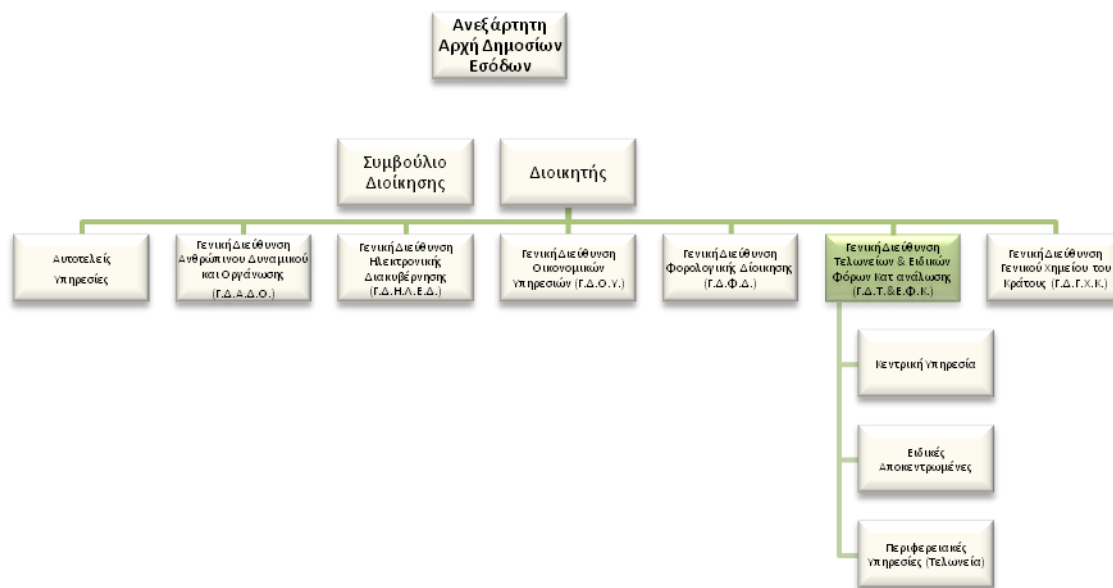 Ανεξάρτητη
Αρχή Δημοσίων
Εσόδων
Συμβούλιο
Διοίκησης
Διοικητής
Αυτοτελείς
Υπηρεσίες
Γενική Διεύθυνση
Ανθρώπινου Δυναμικού
και Οργάνωσης
(Γ.Δ.Α.Δ.Ο.)
Γενική Διεύθυνση
Ηλεκτρονικής
Διακυβέρνησης
(Γ.Δ.Η.Λ.Ε.Δ.)
Γενική Διεύθυνση
Οικονομικών
Υπηρεσιών (Γ.Δ.Ο.Υ.)
Γενική Διεύθυνση
Φορολογικής Δίοικησης
(Γ.Δ.Φ.Δ.)
Γενική Διεύθυνση
Τελωνείων & Ειδικών
Φόρων Κατανάλωσης
(Γ.Δ.Τ.&Ε.Φ.Κ.)
Γενική Διεύθυνση
Γενικού Χημείου του
Κράτους (Γ.Δ.Γ.Χ.Κ.)
Κεντρική Υπηρεσία
Ειδικές
Αποκεντρωμένες
Περιφερειακές
Υπηρεσίες (Τελωνεία)